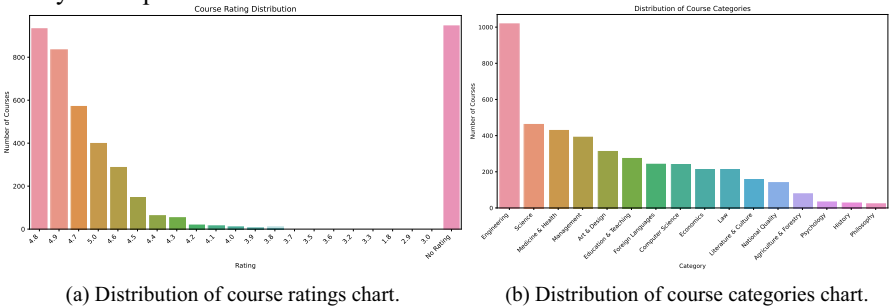 Course Rating Distribution
Number of Courses
800
600
400
200
0
4.8 4.9 4.7 5.0 4.6 4.5 4.4 4.3 4.2 4.1 4.0 3.9 3.8 3.7 3.5 3.6 3.2 3.3 1.8 2.9 3.0 No Rating
Rating
(a) Distribution of course ratings chart.
Distribution of Course Categories
Number of Courses
1000
800
600
400
200
0
Engineering Science Medicine & Health Management Art & Design Education & Teaching Foreign Languages Computer Science Economics Law Literature & Culture National Quality Agriculture & Forestry Psychology History Philosophy
Category
(b) Distribution of course categories chart.